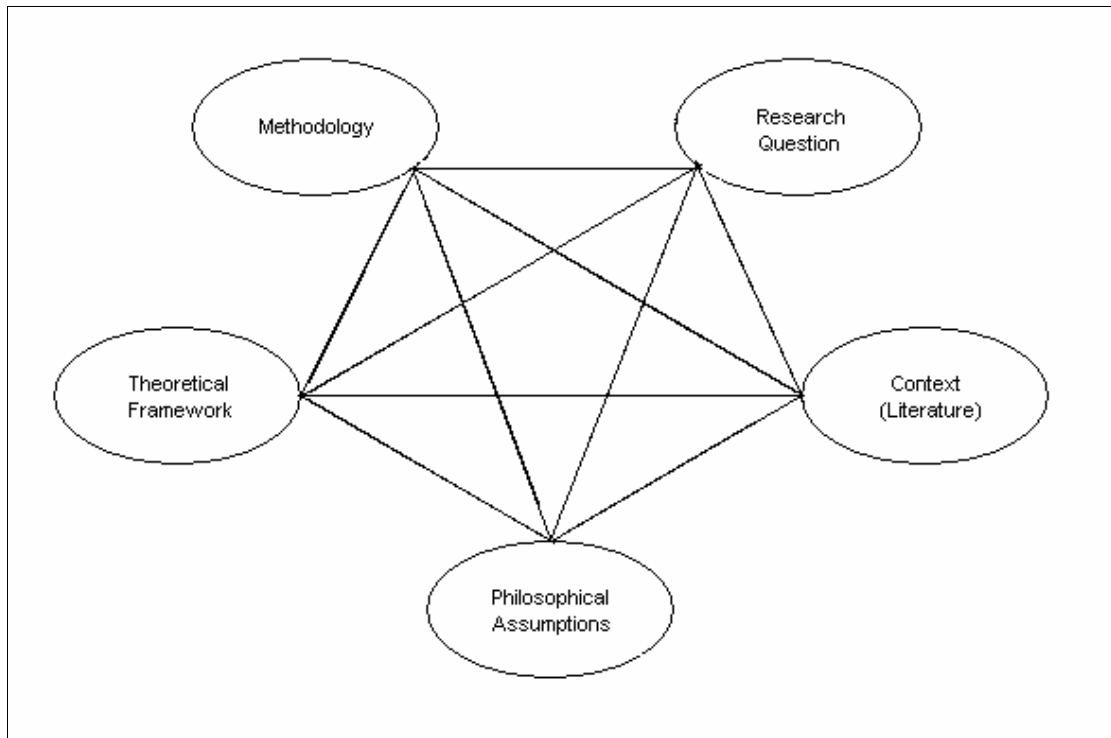 Methodology
Research
Question
Theoretical
Framework
Context
(Literature)
Philosophical
Assumptions